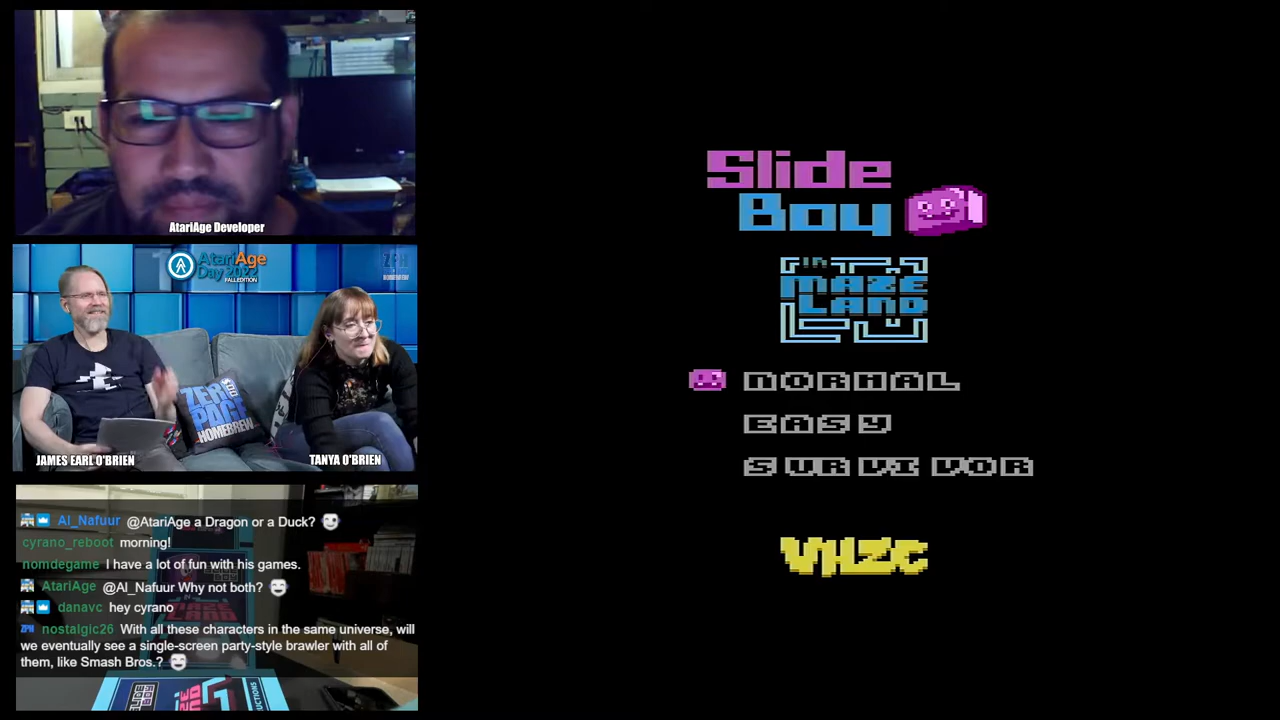 AtariAge Developer
AtariAge
Day 2022
FALL EDITION
ZPH
ZERO
PAGE
HOMEBREW
JAMES EARL O'BRIEN
TANYA O'BRIEN
Al_Nafuur @AtariAge a Dragon or a Duck?
cyrano_reboot morning!
nomdegame I have a lot of fun with his games.
AtariAge @Al_Nafuur Why not both?
danavc hey cyrano
nostalgic26 With all these characters in the same universe, will
we eventually see a single-screen party-style brawler with all of
them, like Smash Bros.?
Slide
Boy
in
MAZE
LAND
NORMAL
EASY
SURVIVOR
VHZC